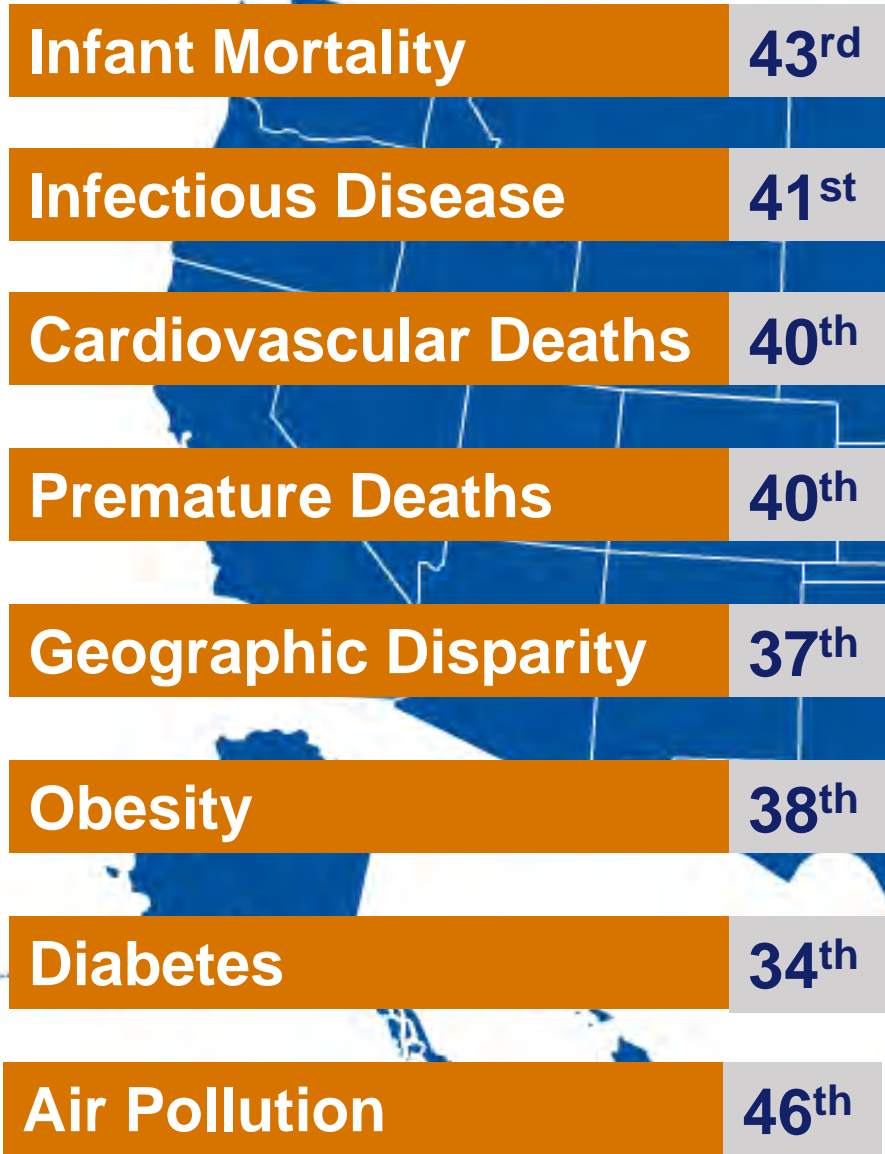 Infant Mortality 43rd
Infectious Disease 41st
Cardiovascular Deaths 40th
Premature Deaths 40th
Geographic Disparity 37th
Obesity 38th
Diabetes 34th
Air Pollution 46th